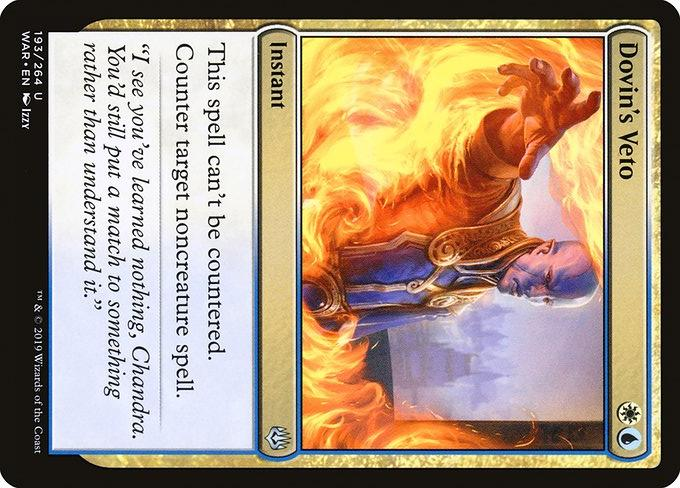 Dovin's Veto
Instant
This spell can't be countered.
Counter target noncreature spell.
"I see you've learned nothing, Chandra.
You'd still put a match to something
rather than understand it."
193/264 U
WAR • EN Izzy
™ & © 2019 Wizards of the Coast